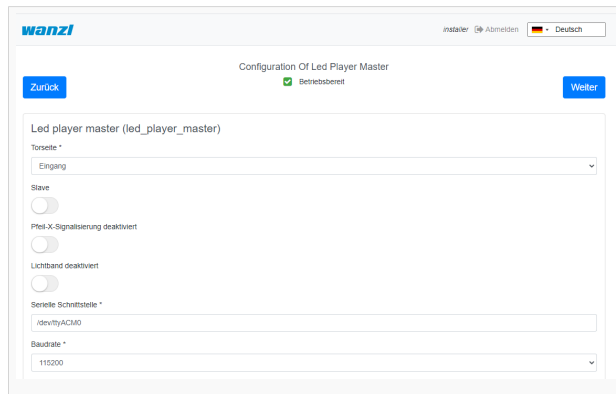 wanzl
installer Abmelden Deutsch
Configuration Of Led Player Master
Betriebsbereit
Zurück
Weiter
Led player master (led_player_master)
Torseite *
Eingang
Slave
Pfeil-X-Signalisierung deaktiviert
Lichtband deaktiviert
Serielle Schnittstelle *
/dev/ttyACM0
Baudrate *
115200